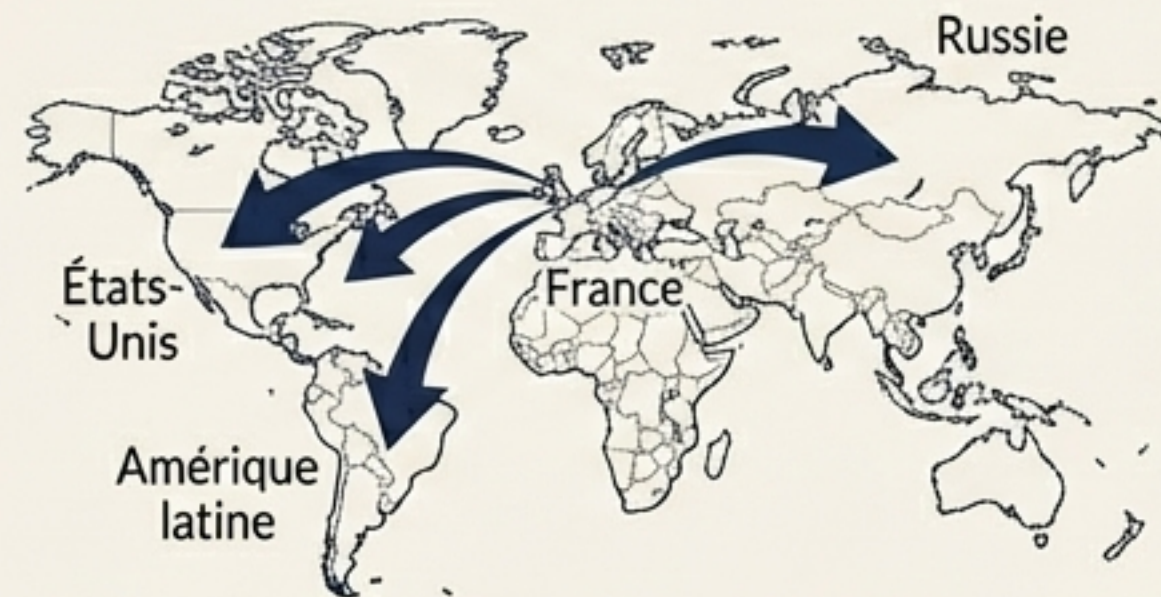 Russie
États-
Unis
France
Amérique
latine